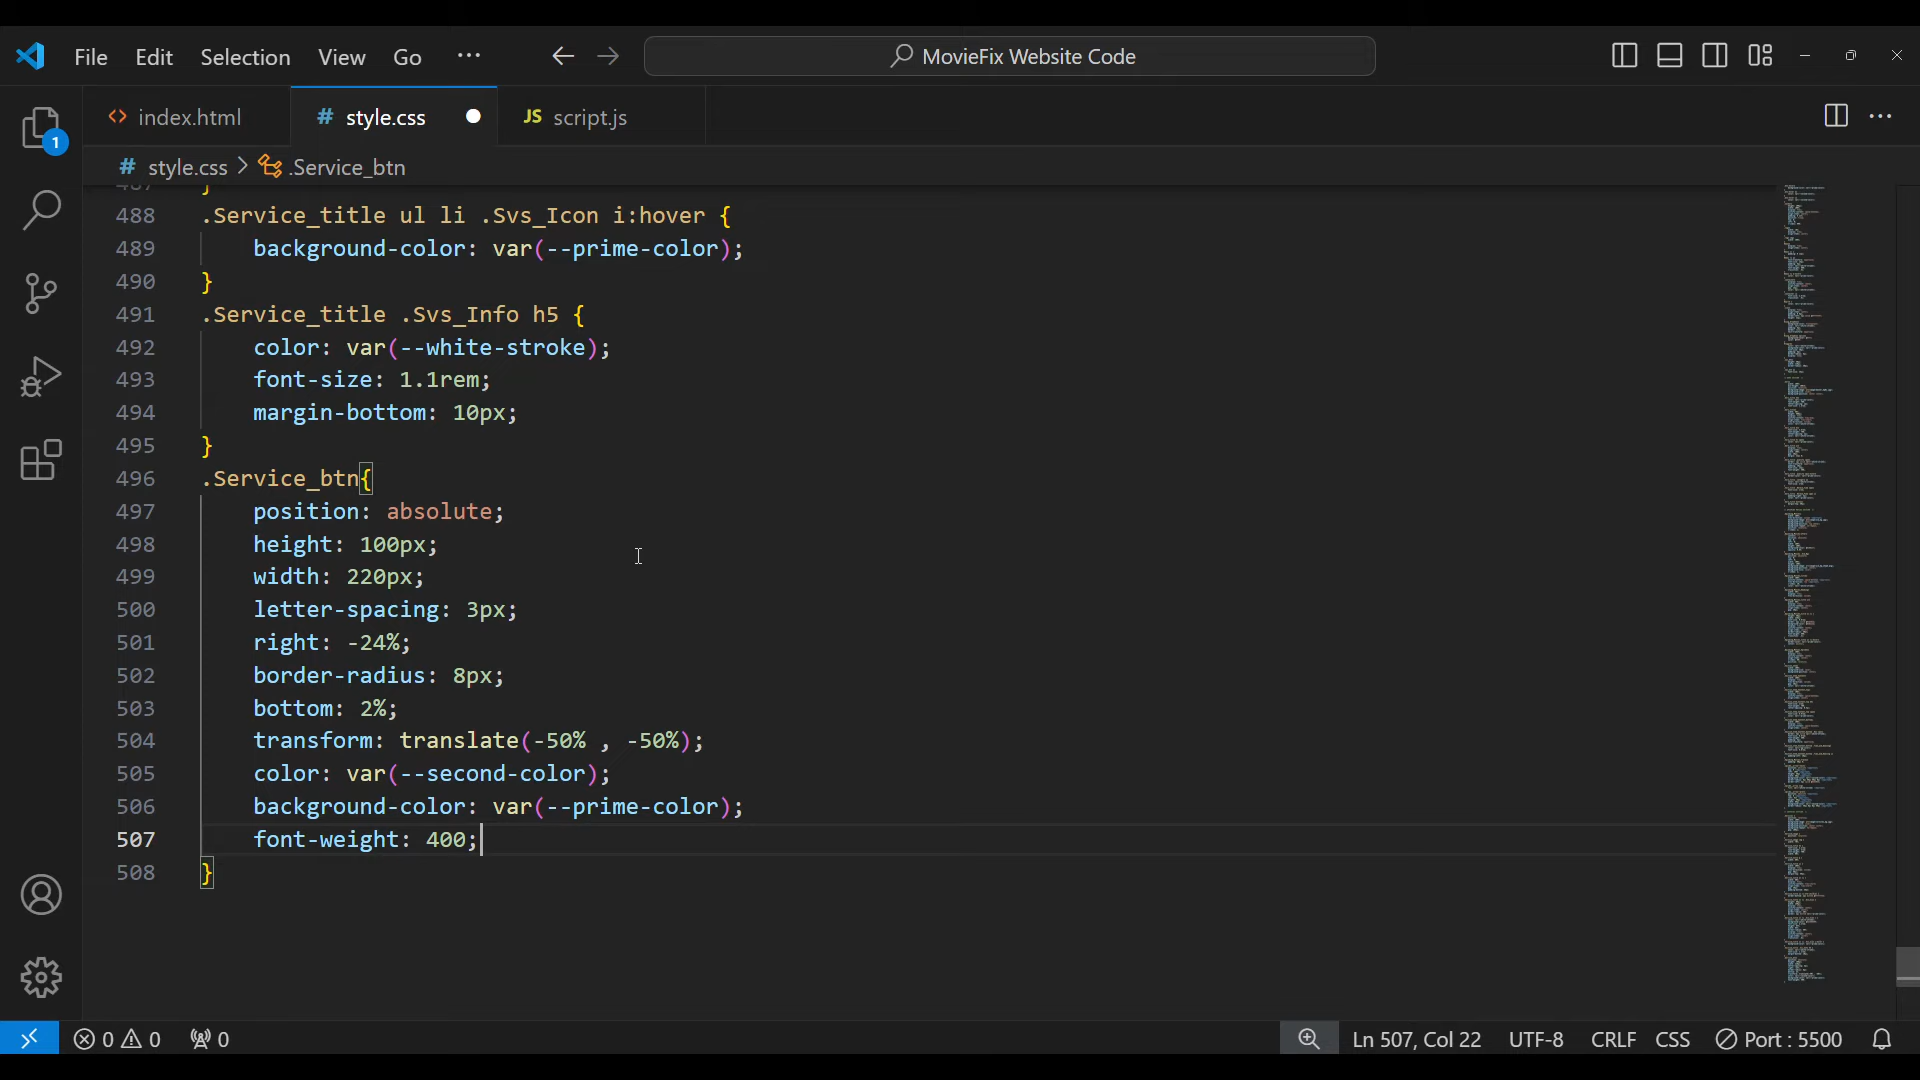 File Edit Selection View Go ··· MovieFix Website Code
index.html # style.css JS script.js
1
# style.css > .Service_btn
487 }
488 .Service_title ul li .Svs_Icon i:hover {
489 background-color: var(--prime-color);
490 }
491 .Service_title .Svs_Info h5 {
492 color: var(--white-stroke);
493 font-size: 1.1rem;
494 margin-bottom: 10px;
495 }
496 .Service_btn{
497 position: absolute;
498 height: 100px;
499 width: 220px;
500 letter-spacing: 3px;
501 right: -24%;
502 border-radius: 8px;
503 bottom: 2%;
504 transform: translate(-50% , -50%);
505 color: var(--second-color);
506 background-color: var(--prime-color);
507 font-weight: 400;
508 }
0 0 0 Ln 507, Col 22 UTF-8 CRLF CSS Port : 5500